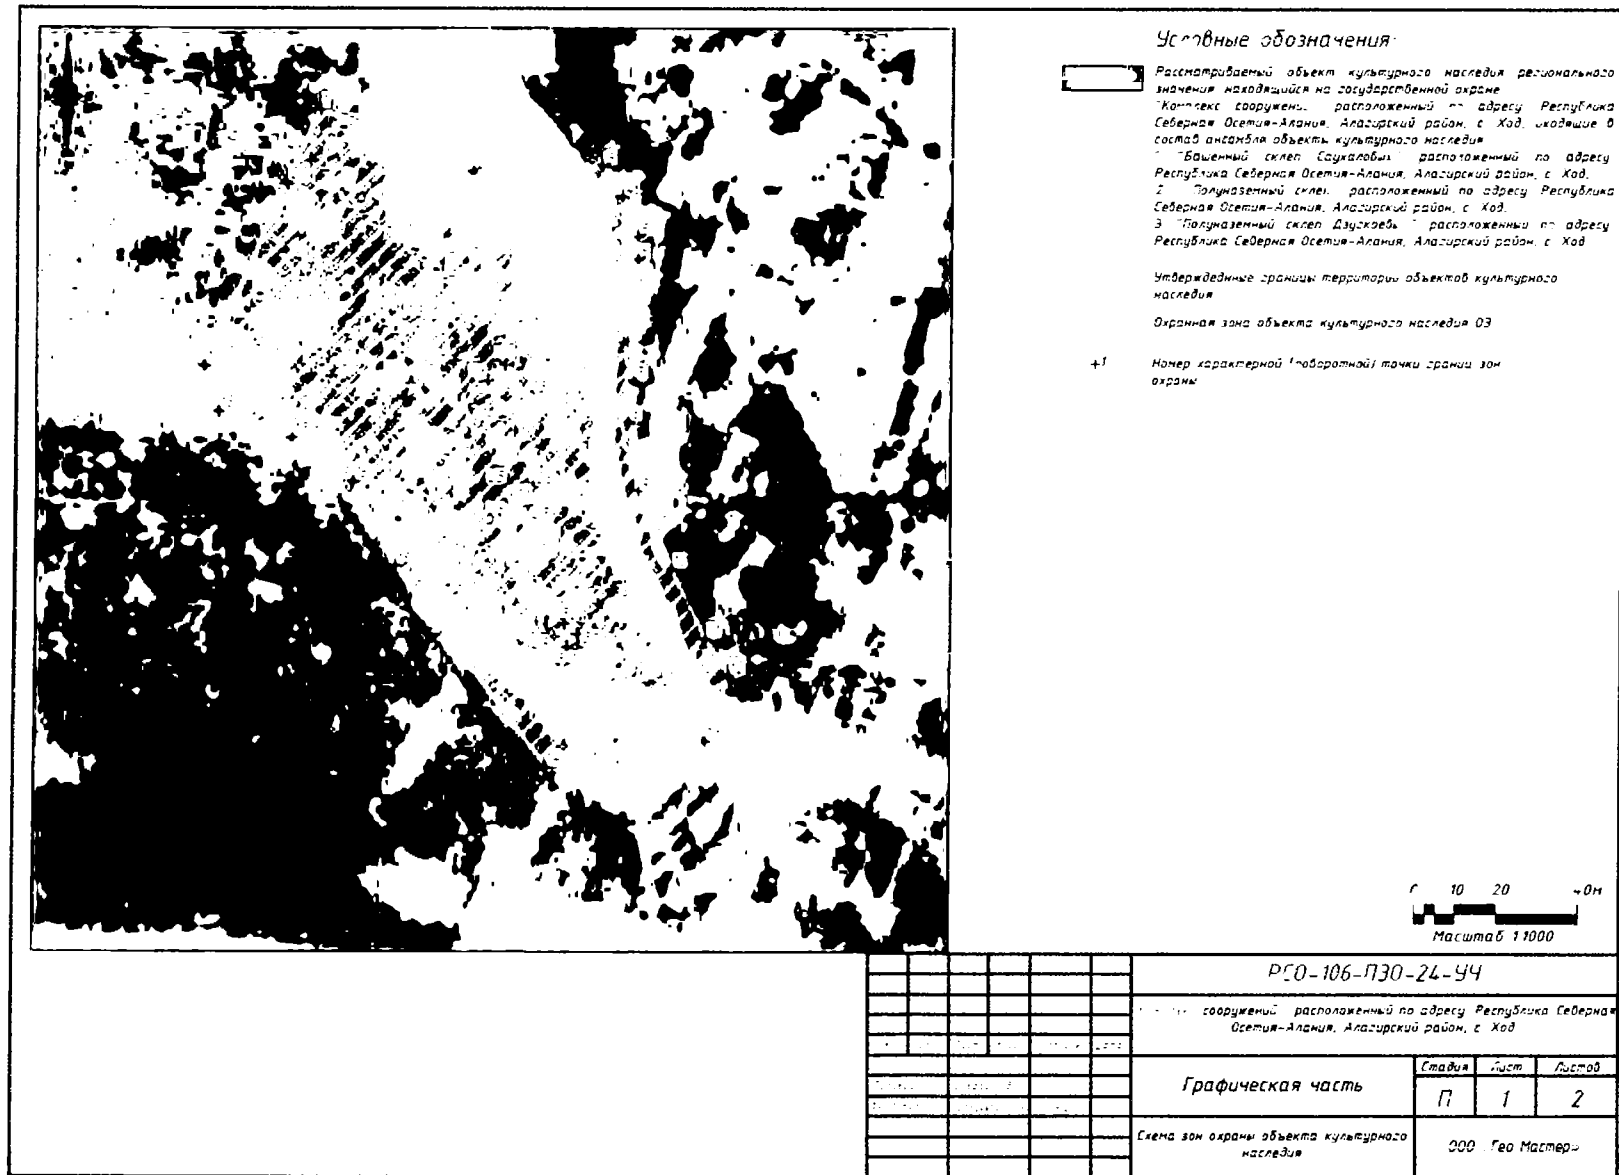 Условные обозначения
Рассматриваемый объект культурного наследия регионального
значения находящийся на государственной охране
"Комплекс сооружений расположенный по адресу Республика
Северная Осетия-Алания, Алагирский район, с. Ход, входящие в
состав ансамбля объекты культурного наследия
"Башенный склеп Саукаловых" расположенный по адресу
Республика Северная Осетия-Алания, Алагирский район, с. Ход.
2 "Полуназемный склеп расположенный по адресу Республика
Северная Осетия-Алания, Алагирский район, с. Ход.
3 "Полуназемный склеп расположенный по адресу
Республика Северная Осетия-Алания, Алагирский район, с. Ход
Утвержденные границы территории объектов культурного
наследия
Охранная зона объекта культурного наследия ОЗ
+1 Номер характерной (поворотной) точки границ зон
охраны
0 10 20 40м
Масштаб 1:1000
РСО-106-ПЗО-24-УЧ
сооружений расположенный по адресу Республика Северная
Осетия-Алания, Алагирский район, с. Ход
Графическая часть
Стадия Лист Листов
П 1 2
Схема зон охраны объекта культурного
наследия
ООО "Гео Мастер"